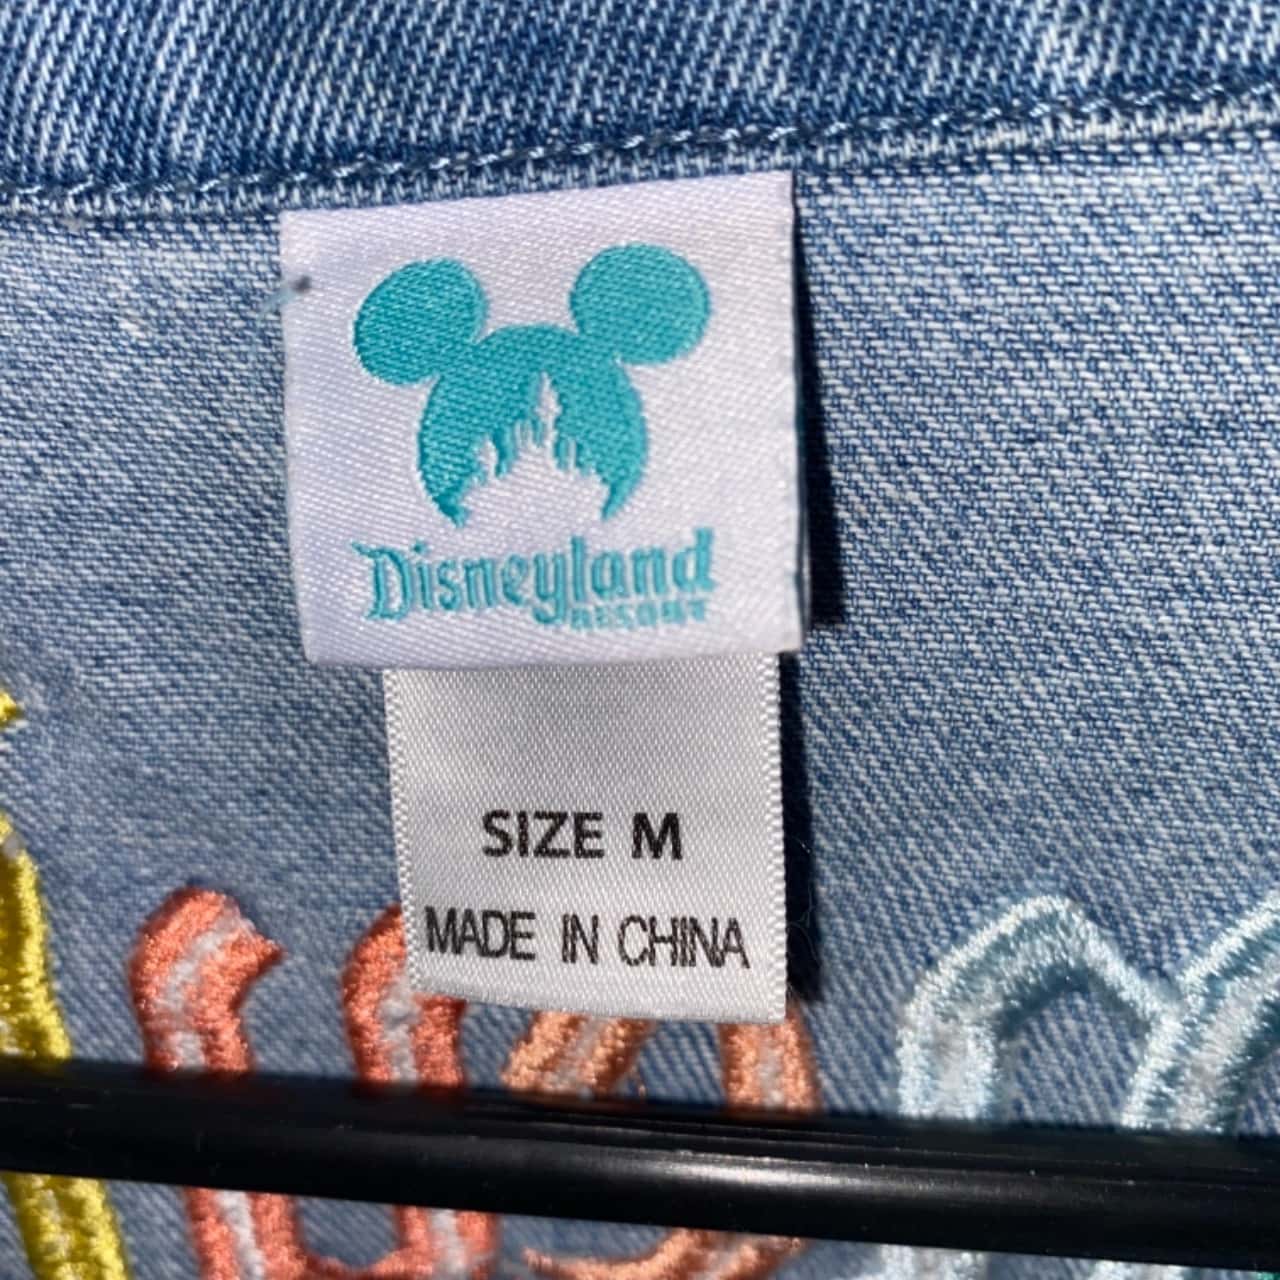 Disneyland
RESORT
SIZE M
MADE IN CHINA